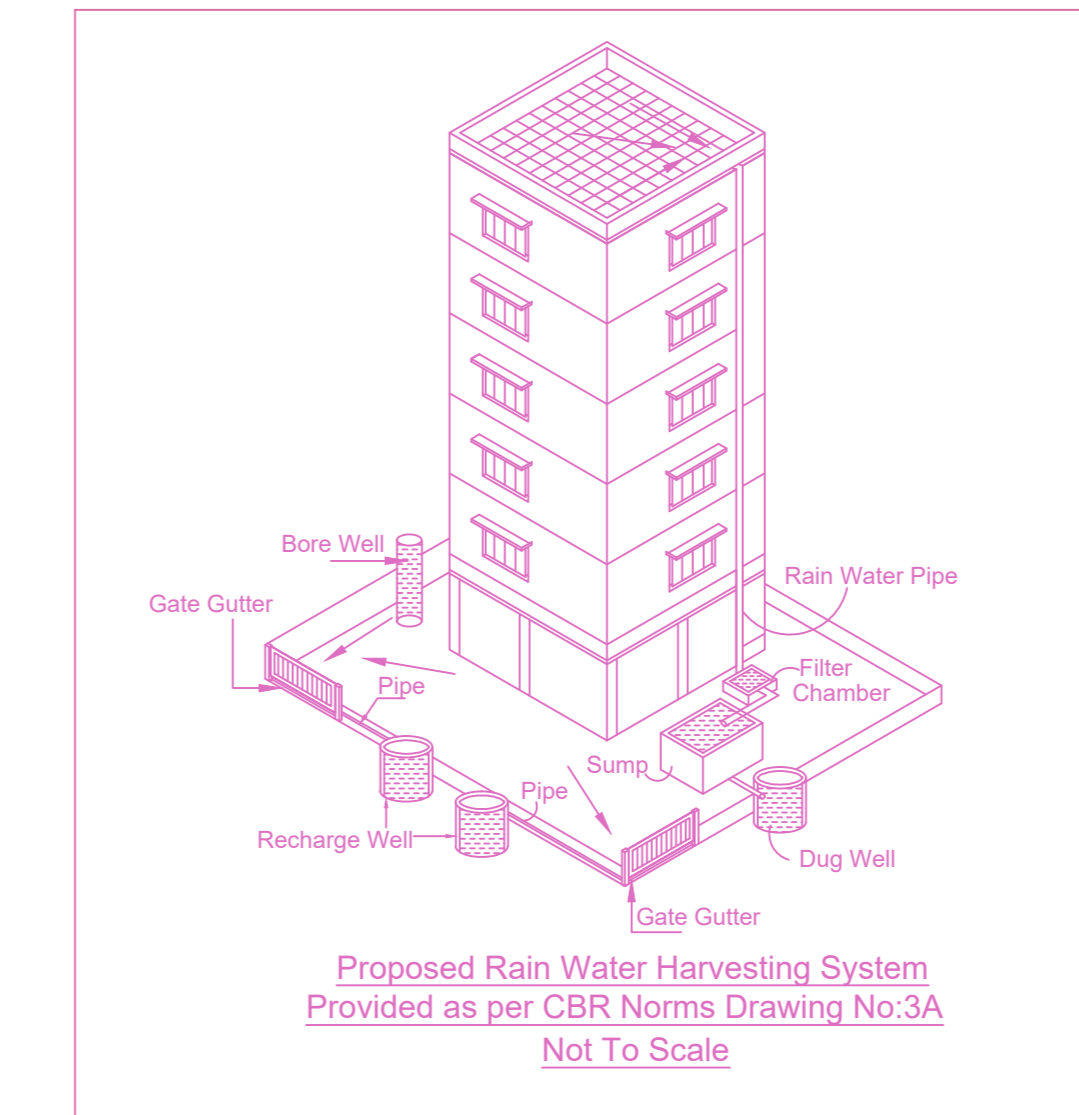 Bore Well
Rain Water Pipe
Gate Gutter
Filter
Chamber
Pipe
Sump
Pipe
Recharge Well
Dug Well
Gate Gutter
Proposed Rain Water Harvesting System
Provided as per CBR Norms Drawing No:3A
Not To Scale